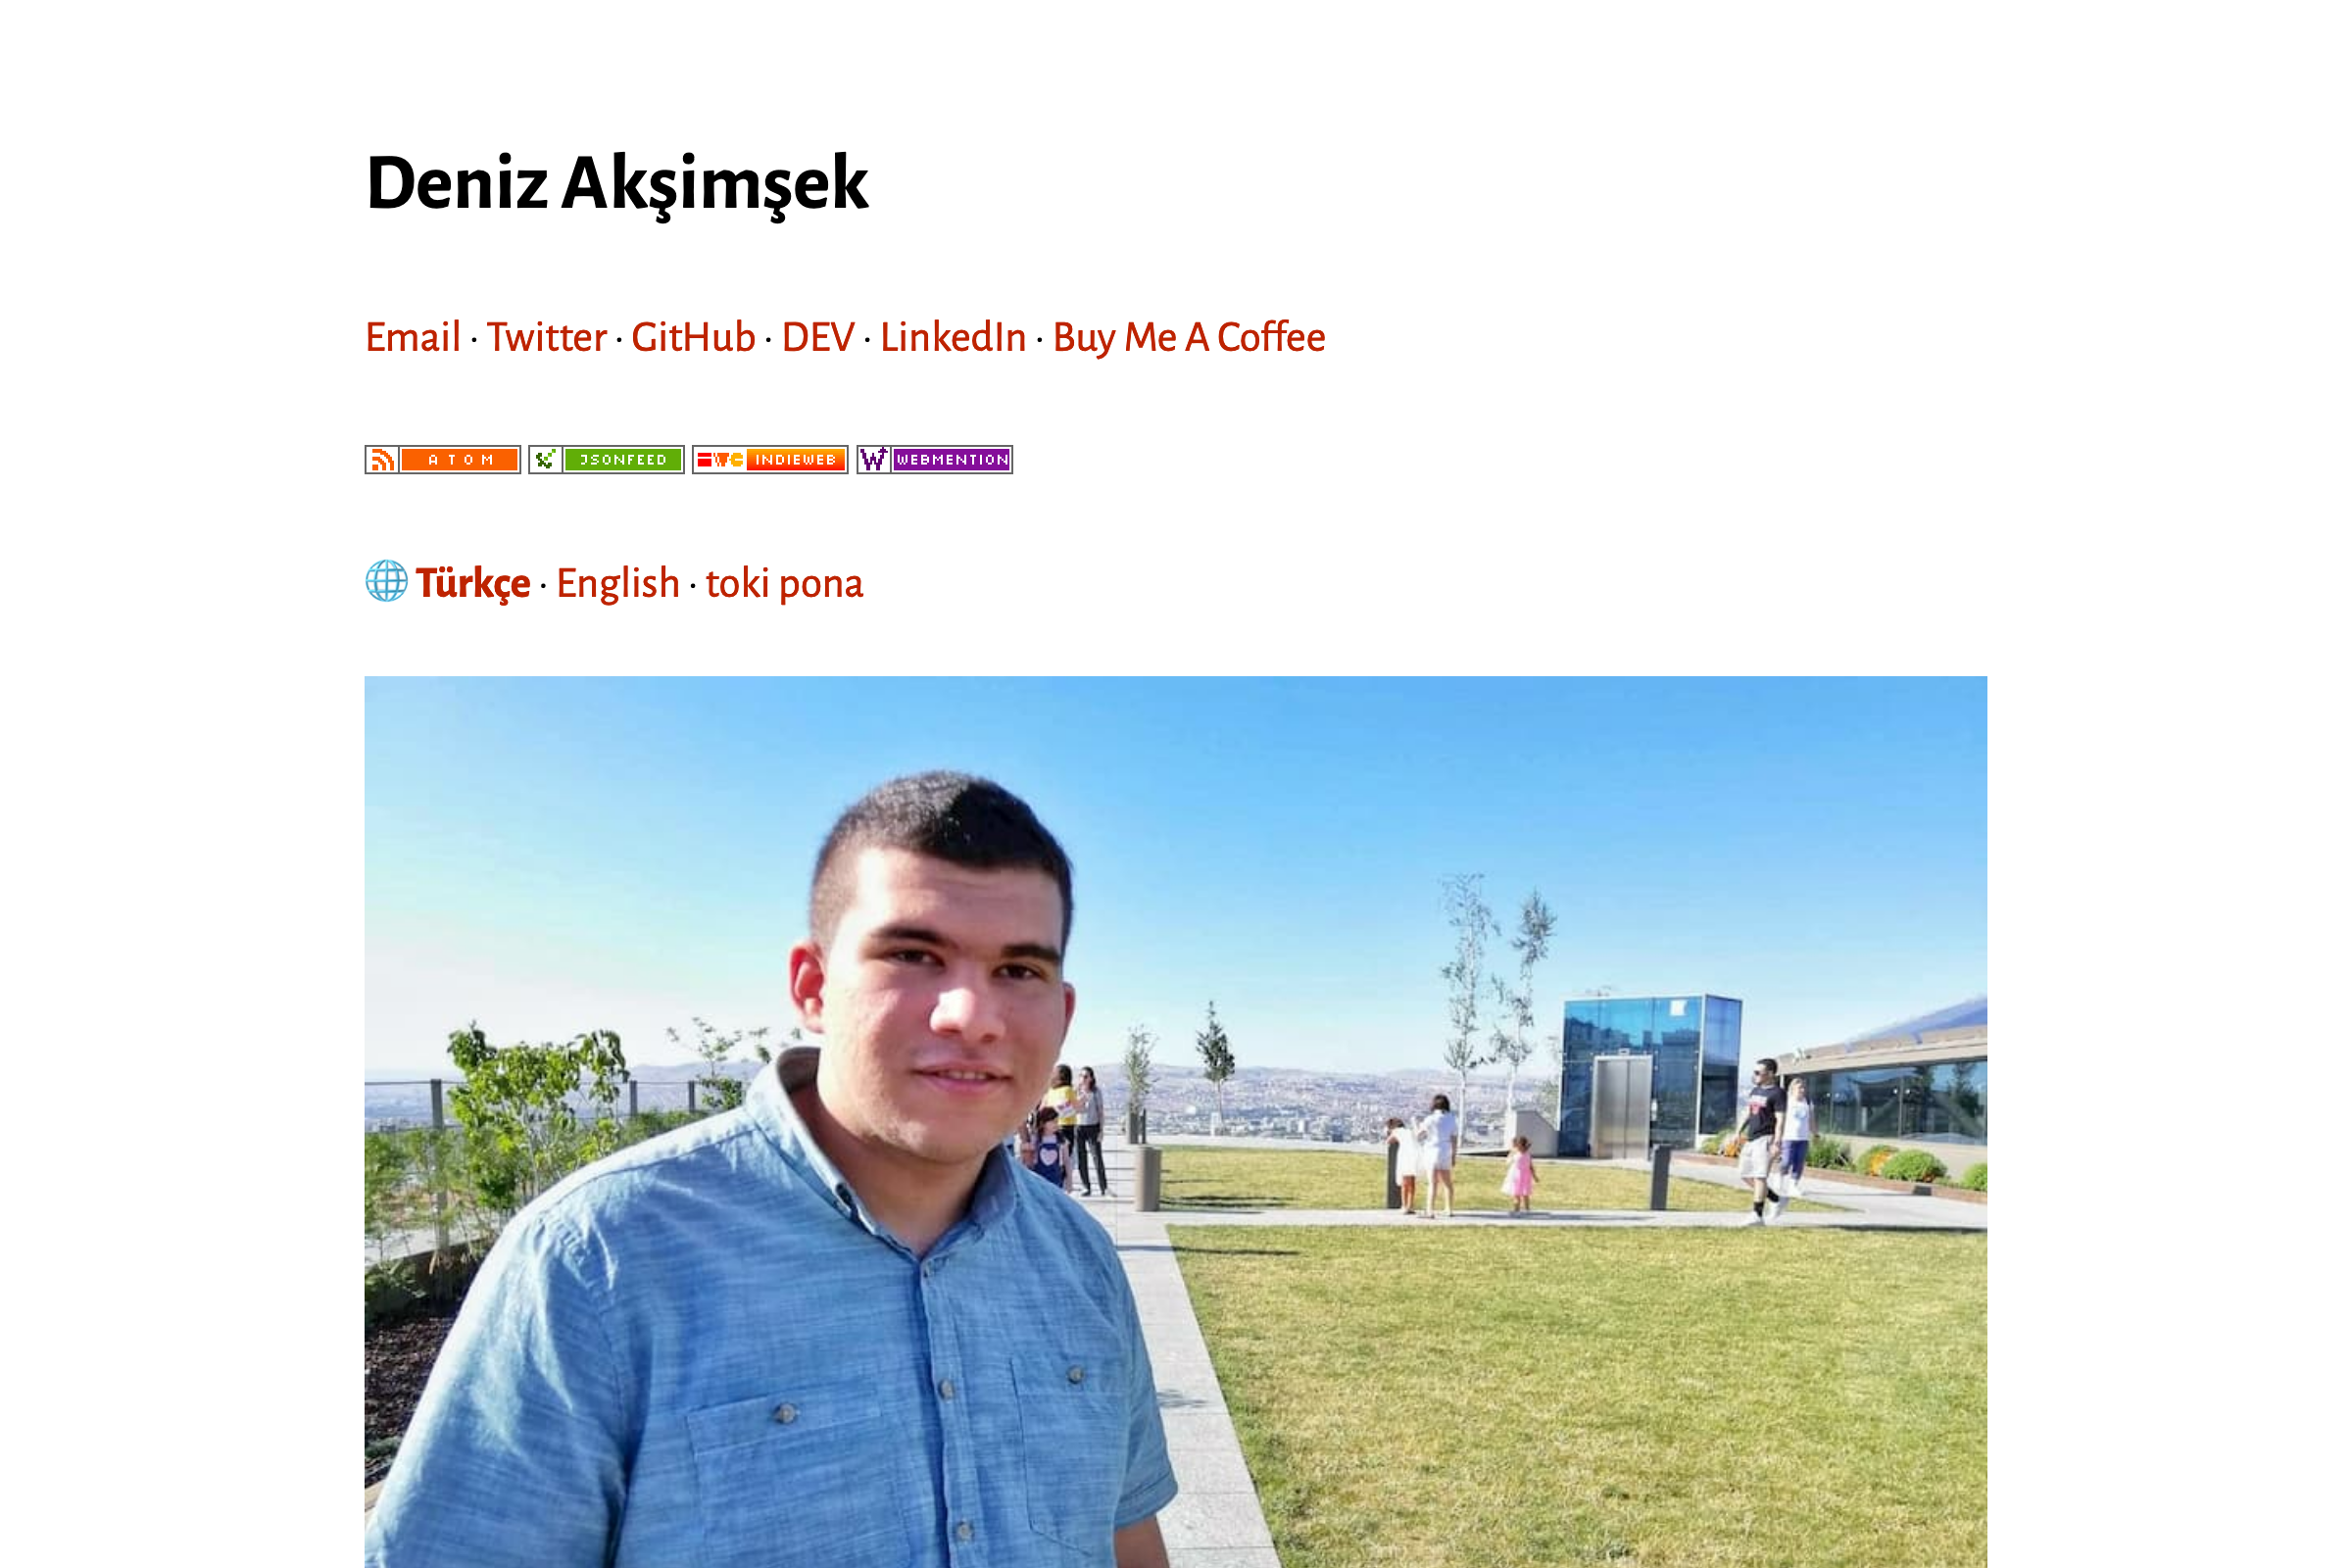 Deniz Akşimşek
Email · Twitter · GitHub · DEV · LinkedIn · Buy Me A Coffee
ATOM JSONFEED INDIEWEB WEBMENTION
🌐 Türkçe · English · toki pona